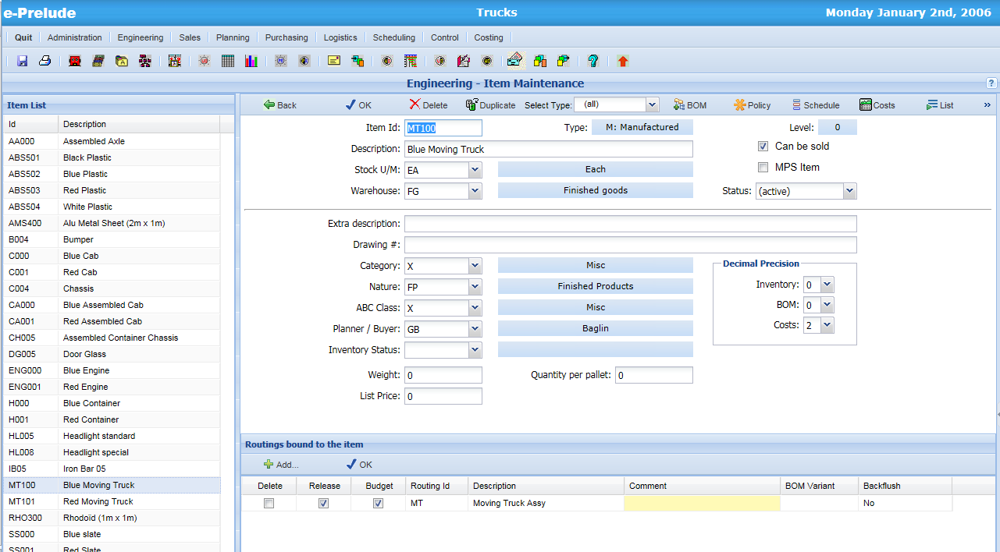 e-Prelude Trucks Monday January 2nd, 2006
Quit Administration Engineering Sales Planning Purchasing Logistics Scheduling Control Costing
Engineering - Item Maintenance ?
Item List
Id Description
AA000 Assembled Axle
ABS501 Black Plastic
ABS502 Blue Plastic
ABS503 Red Plastic
ABS504 White Plastic
AMS400 Alu Metal Sheet (2m x 1m)
B004 Bumper
C000 Blue Cab
C001 Red Cab
C004 Chassis
CA000 Blue Assembled Cab
CA001 Red Assembled Cab
CH005 Assembled Container Chassis
DG005 Door Glass
ENG000 Blue Engine
ENG001 Red Engine
H000 Blue Container
H001 Red Container
HL005 Headlight standard
HL008 Headlight special
IB05 Iron Bar 05
MT100 Blue Moving Truck
MT101 Red Moving Truck
RHO300 Rhodoïd (1m x 1m)
SS000 Blue slate
SS001 Red Slate
Back OK Delete Duplicate Select Type: (all) BOM Policy Schedule Costs List »
Item Id: MT100 Type: M: Manufactured Level: 0
Description: Blue Moving Truck Can be sold
Stock U/M: EA Each MPS Item
Warehouse: FG Finished goods Status: (active)
Extra description:
Drawing #:
Category: X Misc Decimal Precision
Nature: FP Finished Products Inventory: 0
ABC Class: X Misc BOM: 0
Planner / Buyer: GB Baglin Costs: 2
Inventory Status:
Weight: 0 Quantity per pallet: 0
List Price: 0
Routings bound to the item
Add... OK
Delete Release Budget Routing Id Description Comment BOM Variant Backflush
MT Moving Truck Assy No